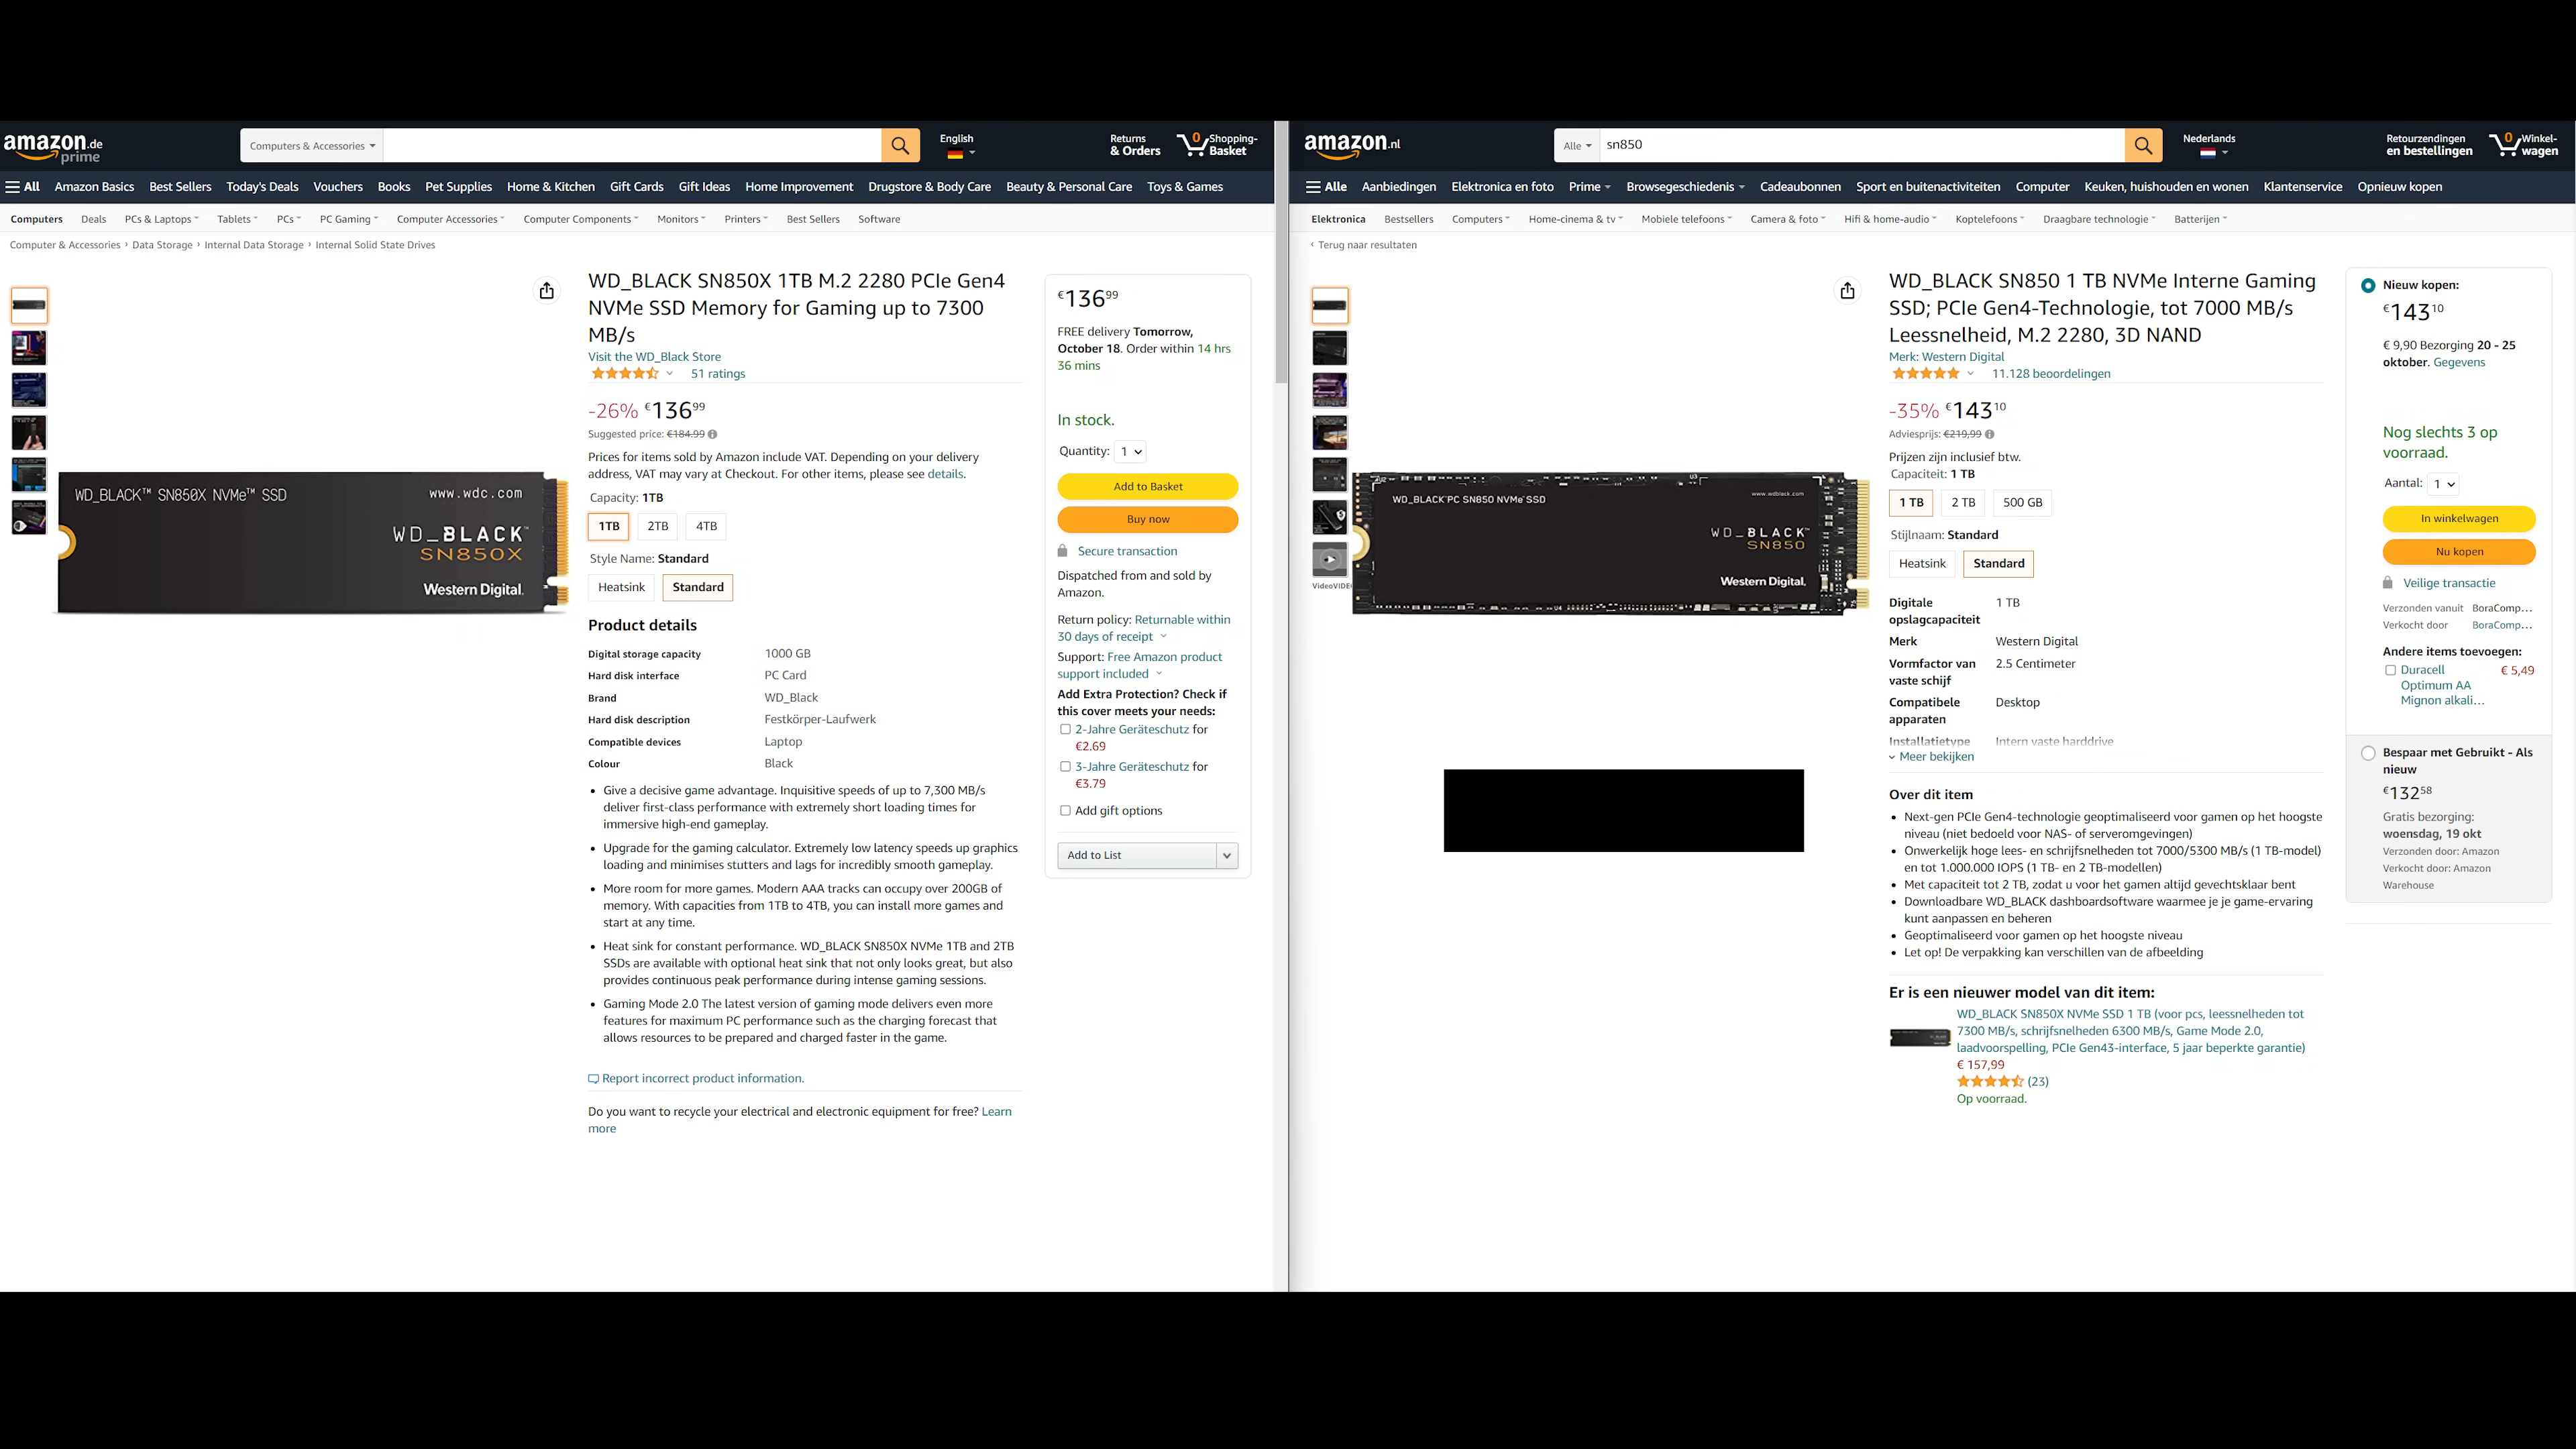 amazon.de
prime
Computers & Accessories
English
Returns
& Orders
0
Shopping-
Basket
All
Amazon Basics
Best Sellers
Today's Deals
Vouchers
Books
Pet Supplies
Home & Kitchen
Gift Cards
Gift Ideas
Home Improvement
Drugstore & Body Care
Beauty & Personal Care
Toys & Games
Computers
Deals
PCs & Laptops
Tablets
PCs
PC Gaming
Computer Accessories
Computer Components
Monitors
Printers
Best Sellers
Software
Computer & Accessories › Data Storage › Internal Data Storage › Internal Solid State Drives
WD_BLACK™ SN850X NVMe™ SSD
www.wdc.com
WD_BLACK™
SN850X
Western Digital.
WD_BLACK SN850X 1TB M.2 2280 PCIe Gen4
NVMe SSD Memory for Gaming up to 7300
MB/s
Visit the WD_Black Store
51 ratings
-26% €136 99
Suggested price: €184.99
Prices for items sold by Amazon include VAT. Depending on your delivery
address, VAT may vary at Checkout. For other items, please see details.
Capacity: 1TB
1TB
2TB
4TB
Style Name: Standard
Heatsink
Standard
Product details
Digital storage capacity 1000 GB
Hard disk interface PC Card
Brand WD_Black
Hard disk description Festkörper-Laufwerk
Compatible devices Laptop
Colour Black
• Give a decisive game advantage. Inquisitive speeds of up to 7,300 MB/s
deliver first-class performance with extremely short loading times for
immersive high-end gameplay.
• Upgrade for the gaming calculator. Extremely low latency speeds up graphics
loading and minimises stutters and lags for incredibly smooth gameplay.
• More room for more games. Modern AAA tracks can occupy over 200GB of
memory. With capacities from 1TB to 4TB, you can install more games and
start at any time.
• Heat sink for constant performance. WD_BLACK SN850X NVMe 1TB and 2TB
SSDs are available with optional heat sink that not only looks great, but also
provides continuous peak performance during intense gaming sessions.
• Gaming Mode 2.0 The latest version of gaming mode delivers even more
features for maximum PC performance such as the charging forecast that
allows resources to be prepared and charged faster in the game.
Report incorrect product information.
Do you want to recycle your electrical and electronic equipment for free? Learn
more
€136 99
FREE delivery Tomorrow,
October 18. Order within 14 hrs
36 mins
In stock.
Quantity: 1
Add to Basket
Buy now
Secure transaction
Dispatched from and sold by
Amazon.
Return policy: Returnable within
30 days of receipt
Support: Free Amazon product
support included
Add Extra Protection? Check if
this cover meets your needs:
2-Jahre Geräteschutz for
€2.69
3-Jahre Geräteschutz for
€3.79
Add gift options
Add to List
amazon.nl
Alle
sn850
Nederlands
Retourzendingen
en bestellingen
0
Winkel-
wagen
Alle
Aanbiedingen
Elektronica en foto
Prime
Browsegeschiedenis
Cadeaubonnen
Sport en buitenactiviteiten
Computer
Keuken, huishouden en wonen
Klantenservice
Opnieuw kopen
Elektronica
Bestsellers
Computers
Home-cinema & tv
Mobiele telefoons
Camera & foto
Hifi & home-audio
Koptelefoons
Draagbare technologie
Batterijen
‹ Terug naar resultaten
VideoVIDE
WD_BLACK™ PC SN850 NVMe™ SSD
www.wdblack.com
WD_BLACK™
SN850
Western Digital.
WD_BLACK SN850 1 TB NVMe Interne Gaming
SSD; PCIe Gen4-Technologie, tot 7000 MB/s
Leessnelheid, M.2 2280, 3D NAND
Merk: Western Digital
11.128 beoordelingen
-35% €143 10
Adviesprijs: €219,99
Prijzen zijn inclusief btw.
Capaciteit: 1 TB
1 TB
2 TB
500 GB
Stijlnaam: Standard
Heatsink
Standard
Digitale 1 TB
opslagcapaciteit
Merk Western Digital
Vormfactor van 2.5 Centimeter
vaste schijf
Compatibele Desktop
apparaten
Installatietype Intern vaste harddrive
Meer bekijken
Over dit item
• Next-gen PCIe Gen4-technologie geoptimaliseerd voor gamen op het hoogste
niveau (niet bedoeld voor NAS- of serveromgevingen)
• Onwerkelijk hoge lees- en schrijfsnelheden tot 7000/5300 MB/s (1 TB-model)
en tot 1.000.000 IOPS (1 TB- en 2 TB-modellen)
• Met capaciteit tot 2 TB, zodat u voor het gamen altijd gevechtsklaar bent
• Downloadbare WD_BLACK dashboardsoftware waarmee je je game-ervaring
kunt aanpassen en beheren
• Geoptimaliseerd voor gamen op het hoogste niveau
• Let op! De verpakking kan verschillen van de afbeelding
Er is een nieuwer model van dit item:
WD_BLACK SN850X NVMe SSD 1 TB (voor pcs, leessnelheden tot
7300 MB/s, schrijfsnelheden 6300 MB/s, Game Mode 2.0,
laadvoorspelling, PCIe Gen43-interface, 5 jaar beperkte garantie)
€ 157,99
(23)
Op voorraad.
Nieuw kopen:
€143 10
€ 9,90 Bezorging 20 - 25
oktober. Gegevens
Nog slechts 3 op
voorraad.
Aantal: 1
In winkelwagen
Nu kopen
Veilige transactie
Verzonden vanuit BoraComp...
Verkocht door BoraComp...
Andere items toevoegen:
Duracell € 5,49
Optimum AA
Mignon alkali...
Bespaar met Gebruikt - Als
nieuw
€132 58
Gratis bezorging:
woensdag, 19 okt
Verzonden door: Amazon
Verkocht door: Amazon
Warehouse